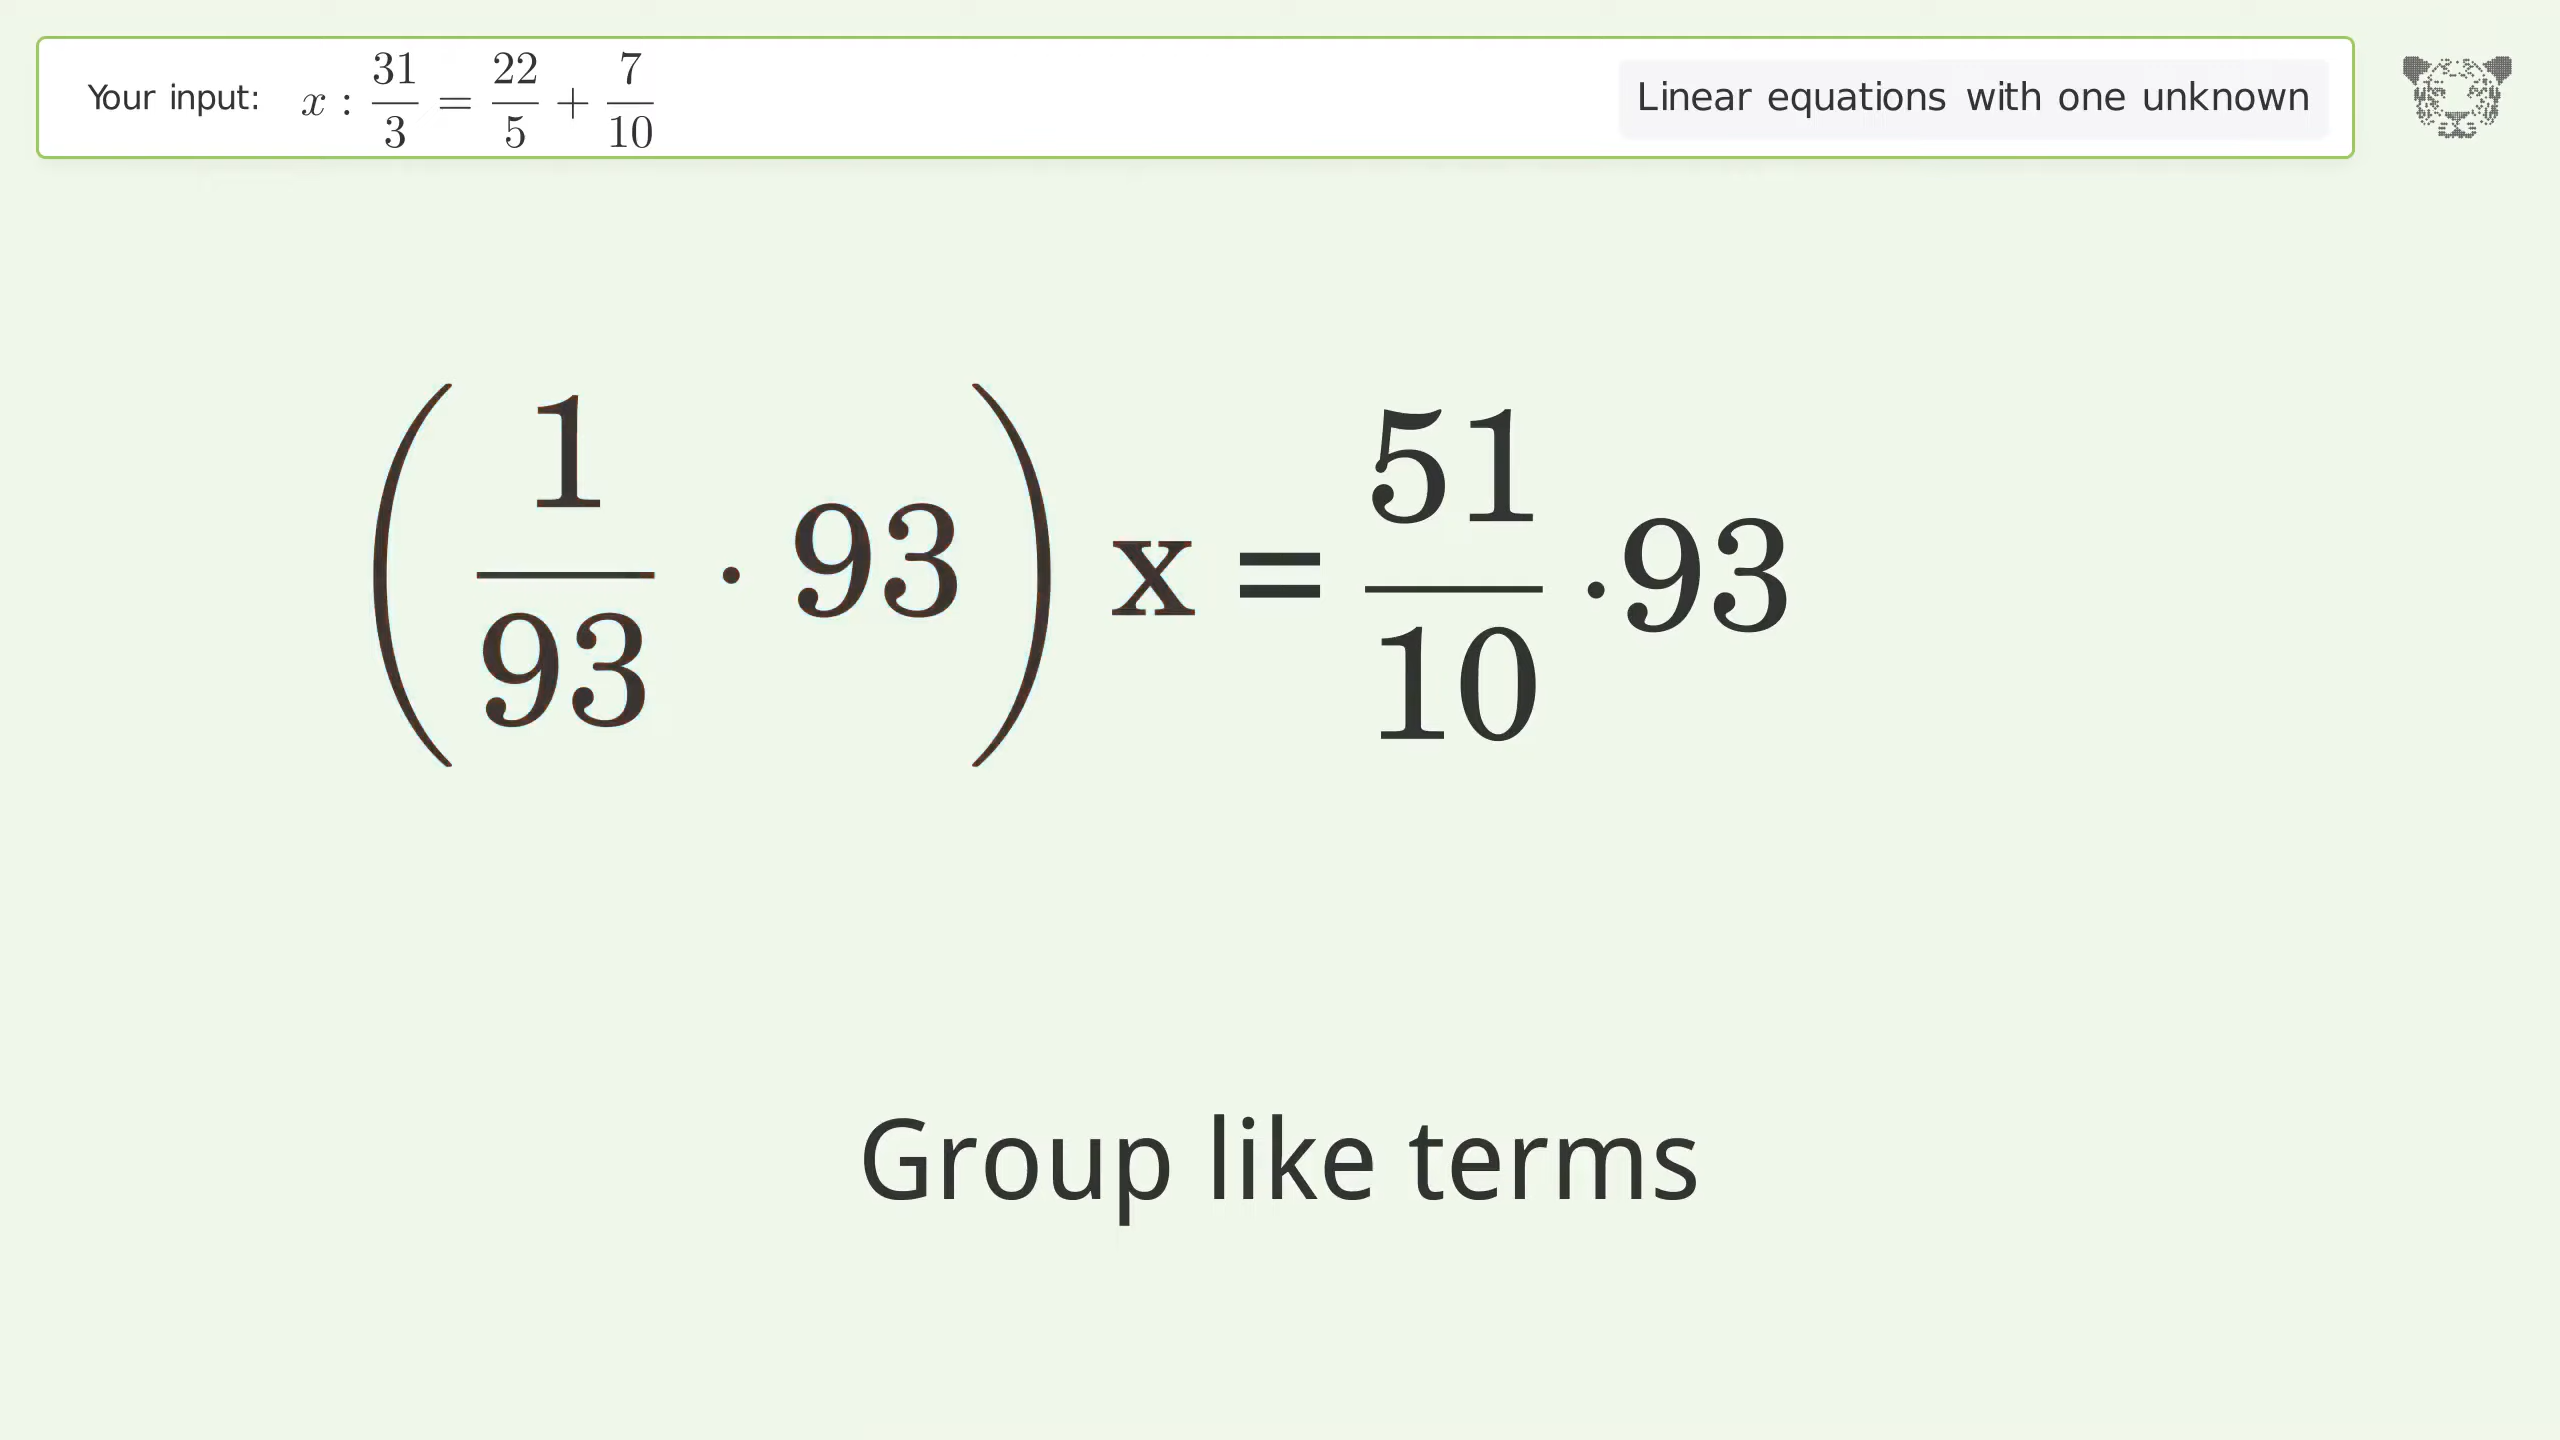 Your input: x : 31/3 = 22/5 + 7/10
Linear equations with one unknown
(1/93 · 93) x = 51/10 · 93
Group like terms